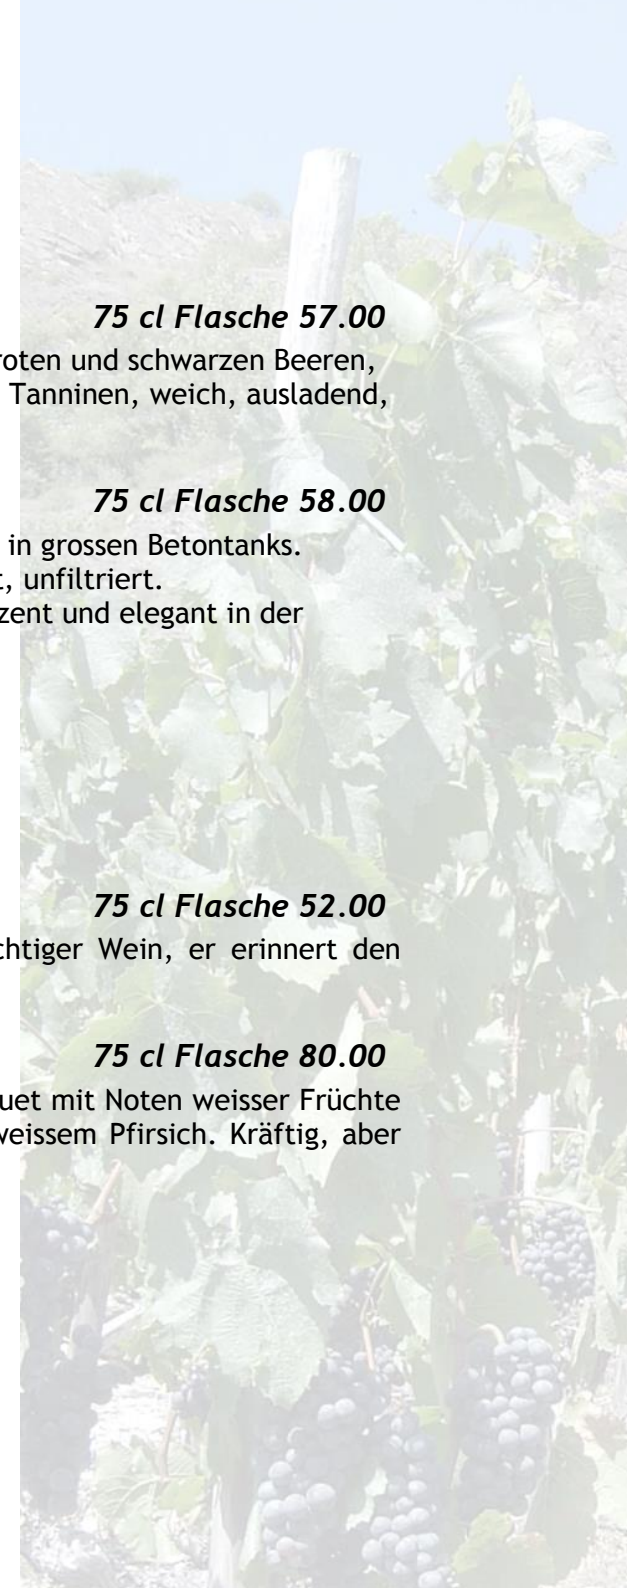 75 cl Flasche 57.00
roten und schwarzen Beeren,
Tanninen, weich, ausladend,
75 cl Flasche 58.00
in grossen Betontanks.
, unfiltriert.
zent und elegant in der
75 cl Flasche 52.00
chtiger Wein, er erinnert den
75 cl Flasche 80.00
uet mit Noten weisser Früchte
weissem Pfirsich. Kräftig, aber